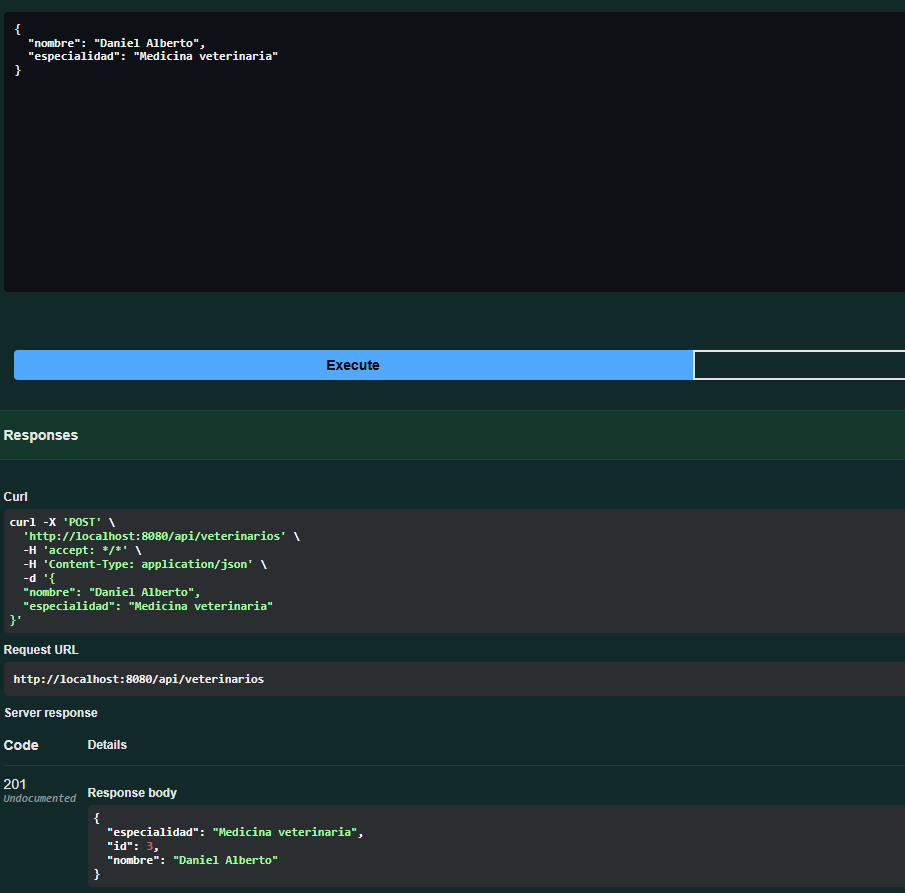 {
  "nombre": "Daniel Alberto",
  "especialidad": "Medicina veterinaria"
}
Execute
Responses
Curl
curl -X 'POST' \
  'http://localhost:8080/api/veterinarios' \
  -H 'accept: */*' \
  -H 'Content-Type: application/json' \
  -d '{
  "nombre": "Daniel Alberto",
  "especialidad": "Medicina veterinaria"
}'
Request URL
http://localhost:8080/api/veterinarios
Server response
Code Details
201
Undocumented
Response body
{
  "especialidad": "Medicina veterinaria",
  "id": 3,
  "nombre": "Daniel Alberto"
}